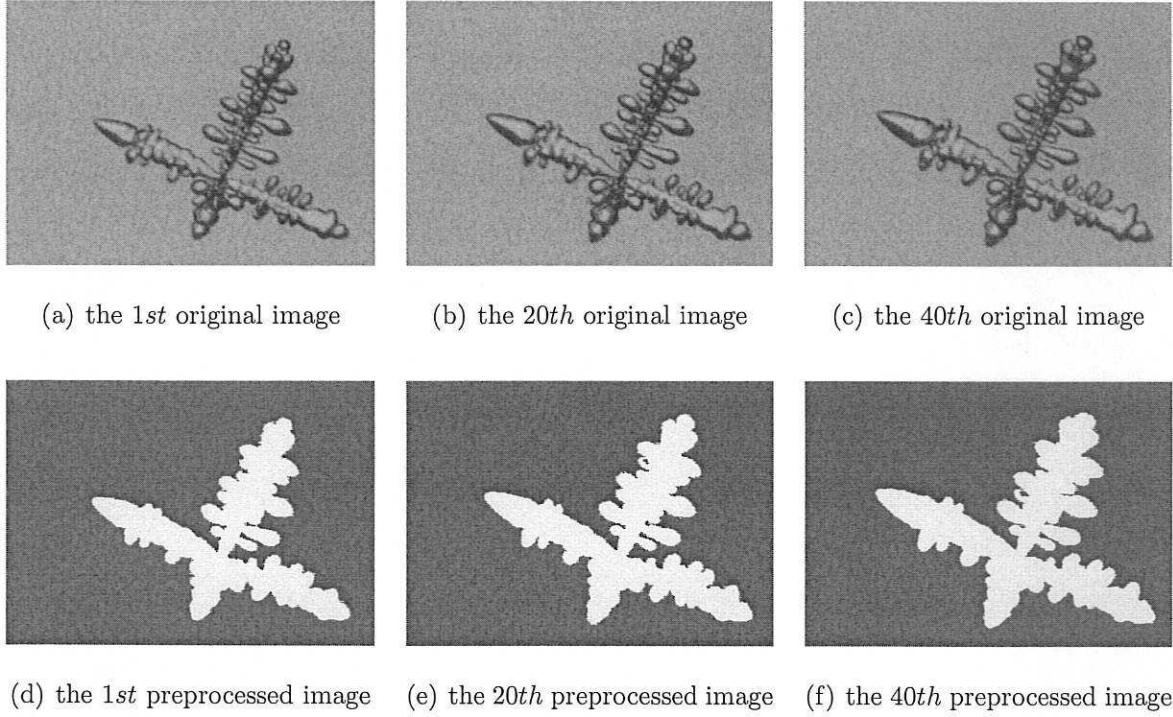 (a) the 1st original image
(b) the 20th original image
(c) the 40th original image
(d) the 1st preprocessed image
(e) the 20th preprocessed image
(f) the 40th preprocessed image